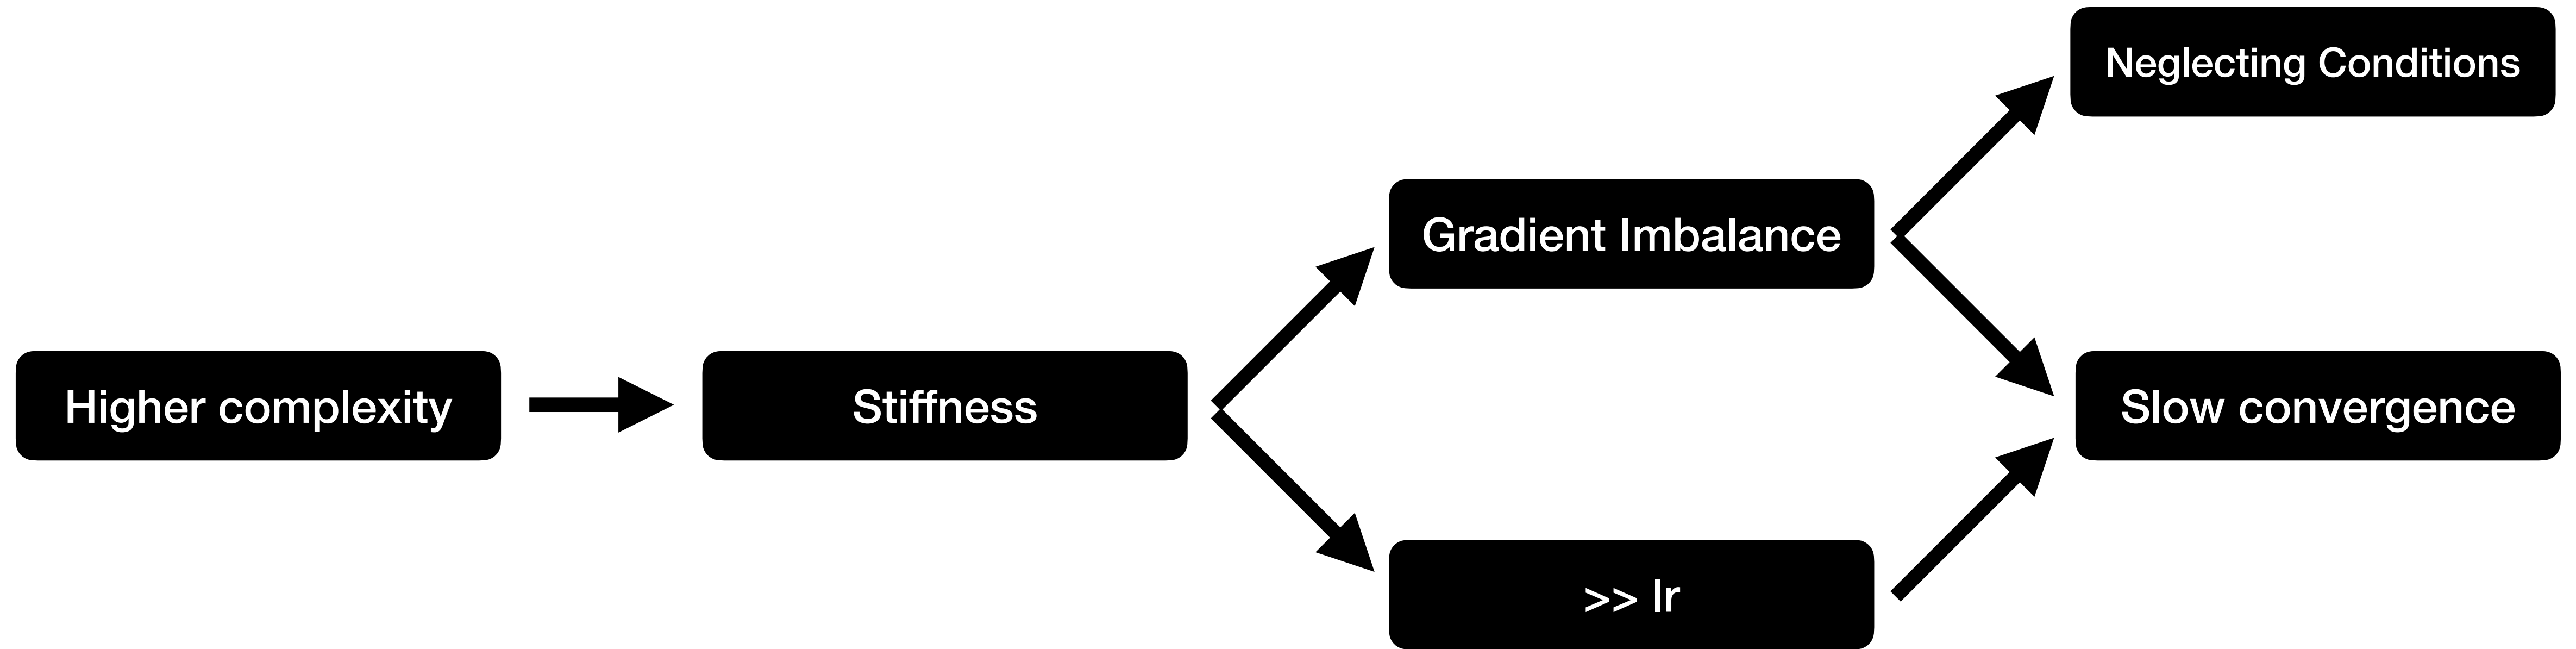 Neglecting Conditions
Gradient Imbalance
Higher complexity
Stiffness
Slow convergence
>> lr